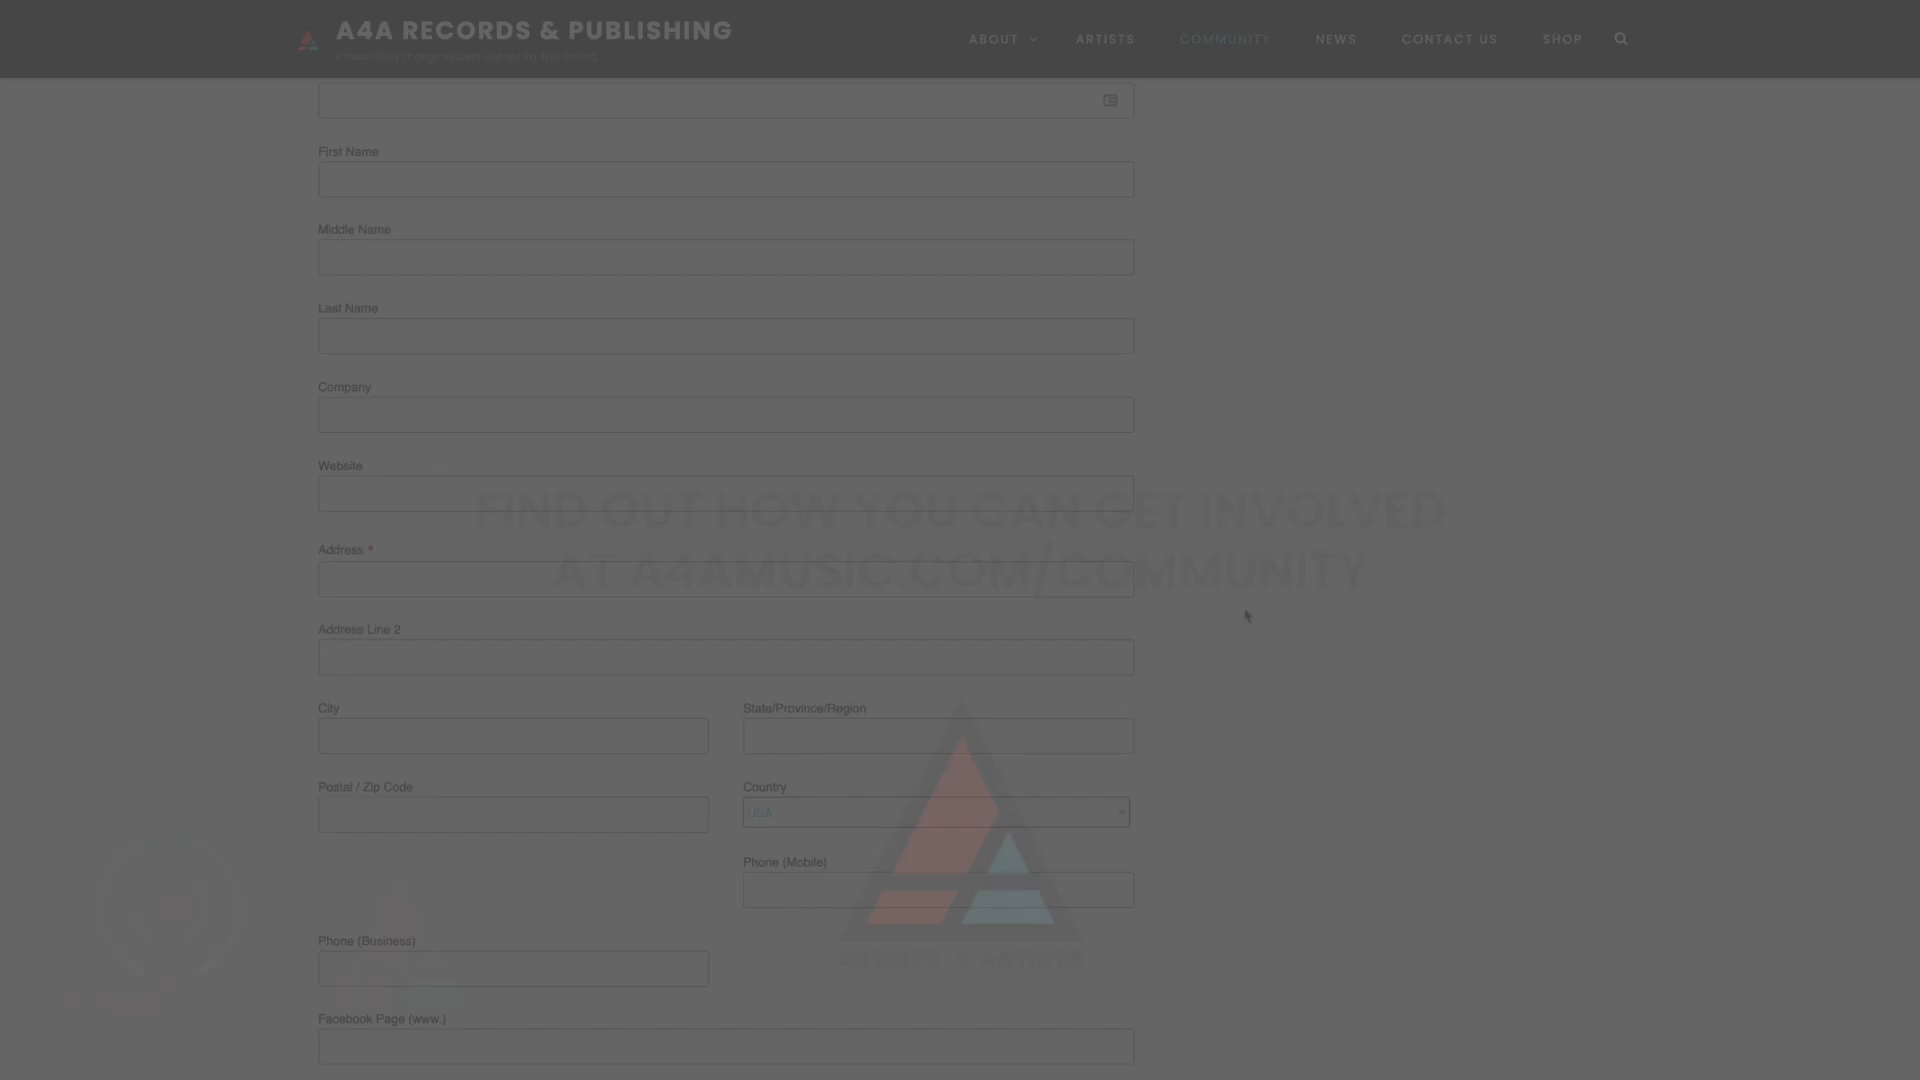 A4A RECORDS & PUBLISHING
ABOUT ARTISTS COMMUNITY NEWS CONTACT US SHOP
First Name
Middle Name
Last Name
Company
Website
FIND OUT HOW YOU CAN GET INVOLVED
AT A4AMUSIC.COM/COMMUNITY
Address *
Address Line 2
City
State/Province/Region
Postal / Zip Code
Country
USA
Phone (Mobile)
Phone (Business)
ARTISTS 4 ARTISTS
Facebook Page (www.)